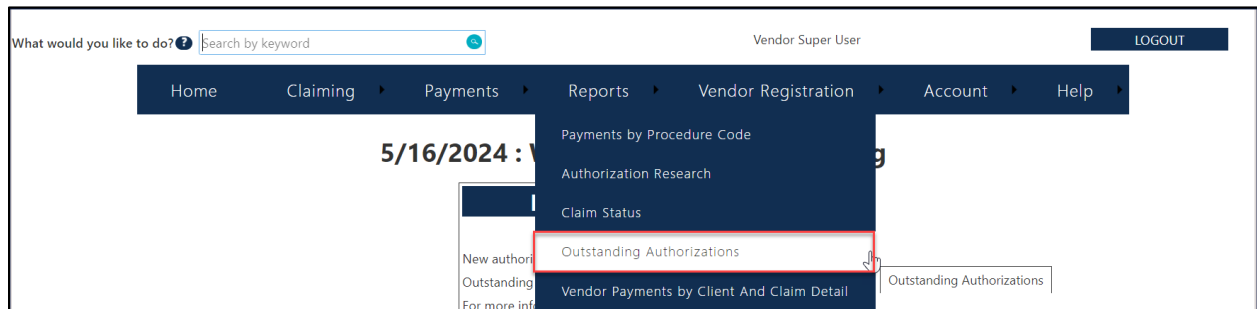 What would you like to do? ? Search by keyword Vendor Super User LOGOUT
Home Claiming Payments Reports Vendor Registration Account Help
5/16/2024 :
Payments by Procedure Code
Authorization Research
Claim Status
New authori
Outstanding Authorizations
Outstanding
Outstanding Authorizations
Vendor Payments by Client And Claim Detail
For more inf